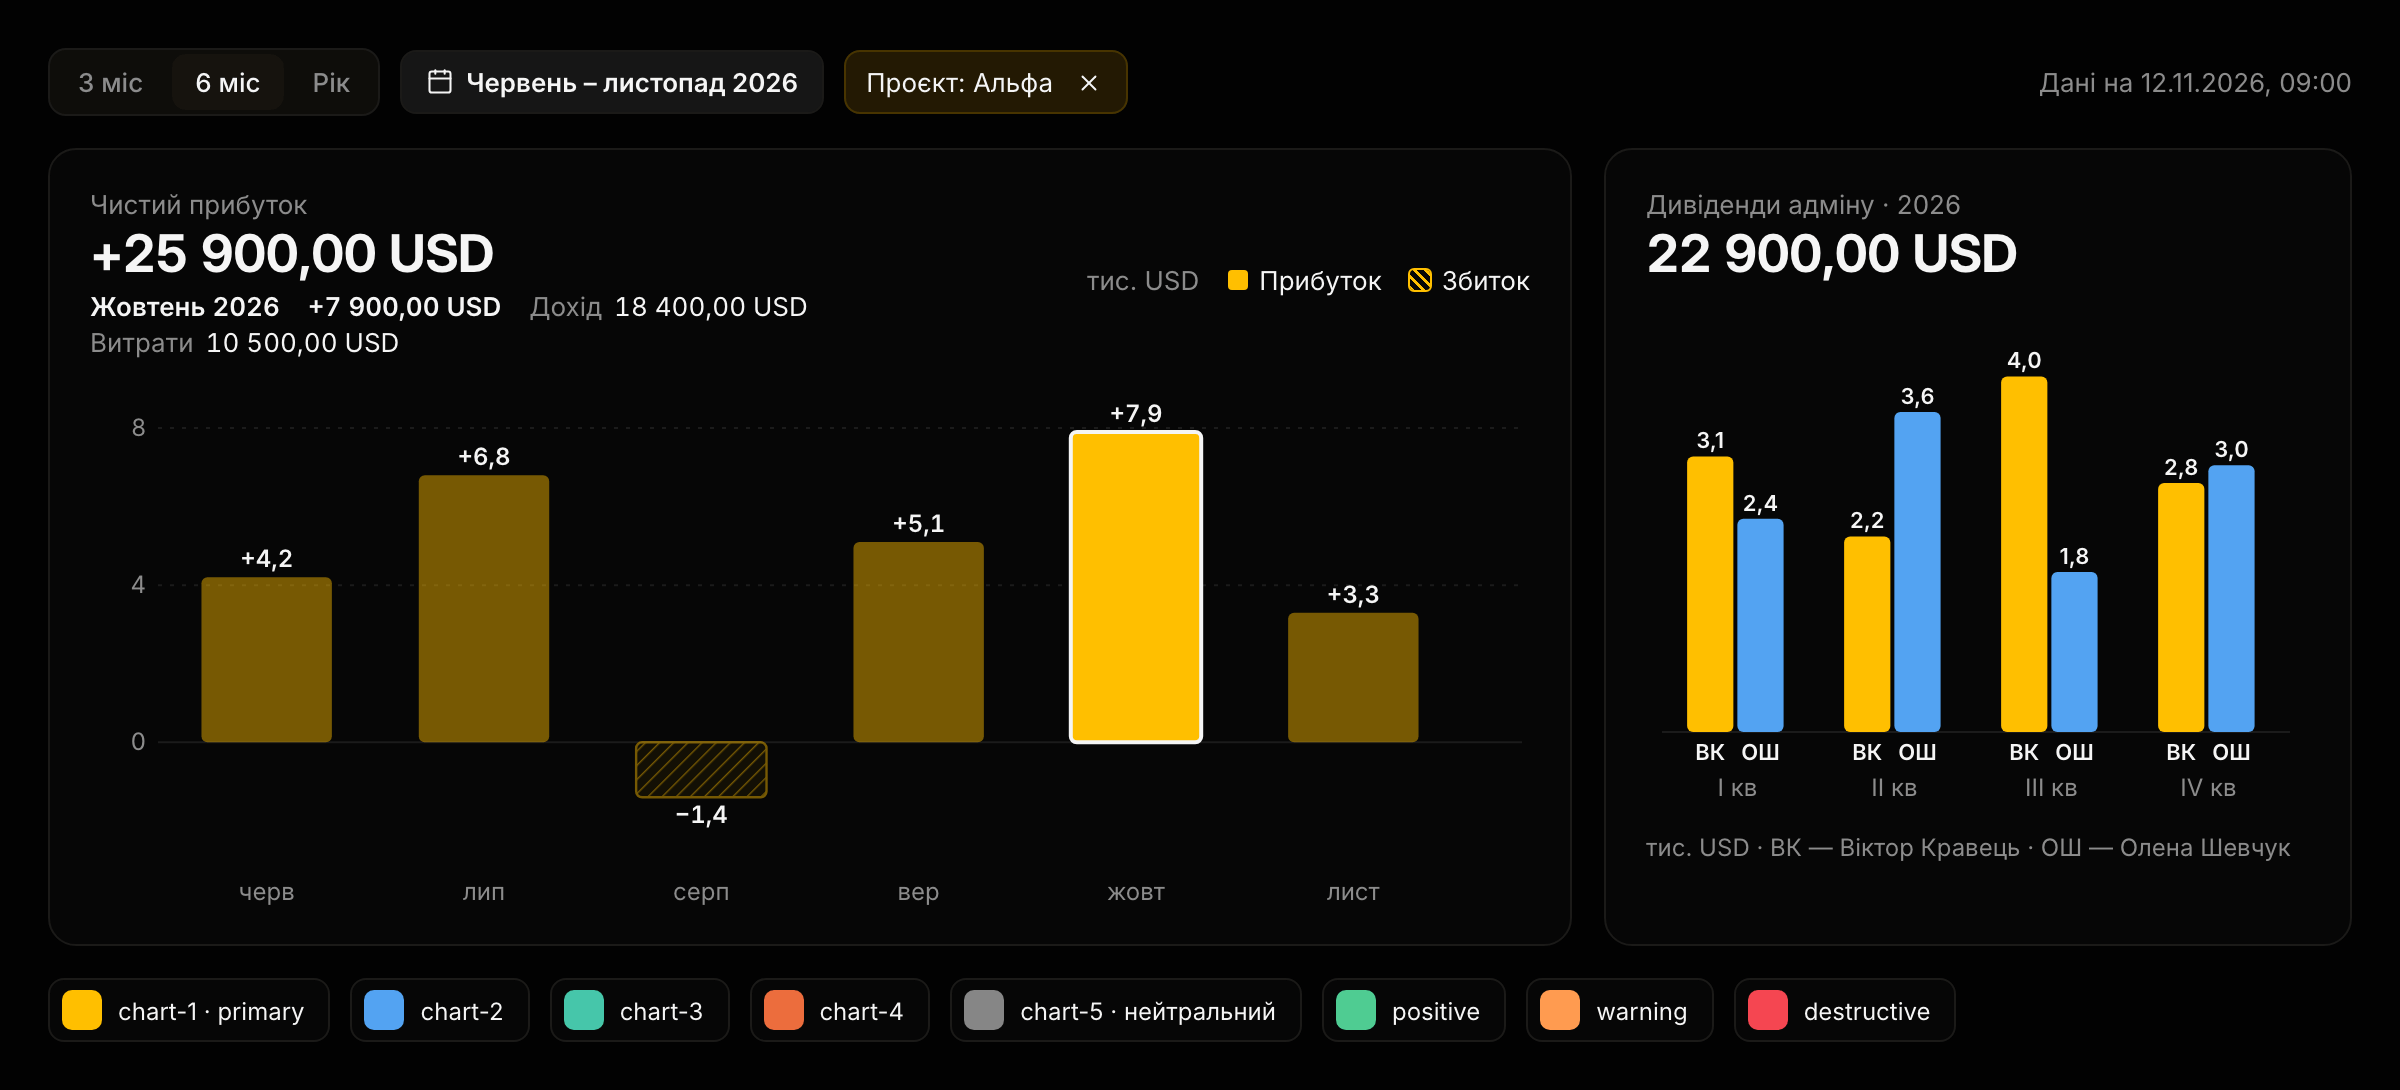 3 міс 6 міс Рік Червень – листопад 2026 Проєкт: Альфа Дані на 12.11.2026, 09:00
Чистий прибуток
+25 900,00 USD
Жовтень 2026 +7 900,00 USD Дохід 18 400,00 USD
Витрати 10 500,00 USD
тис. USD Прибуток Збиток
8
4
0
+4,2
+6,8
−1,4
+5,1
+7,9
+3,3
черв лип серп вер жовт лист
Дивіденди адміну · 2026
22 900,00 USD
3,1 2,4 2,2 3,6 4,0 1,8 2,8 3,0
ВК ОШ ВК ОШ ВК ОШ ВК ОШ
I кв II кв III кв IV кв
тис. USD · ВК — Віктор Кравець · ОШ — Олена Шевчук
chart-1 · primary chart-2 chart-3 chart-4 chart-5 · нейтральний positive warning destructive